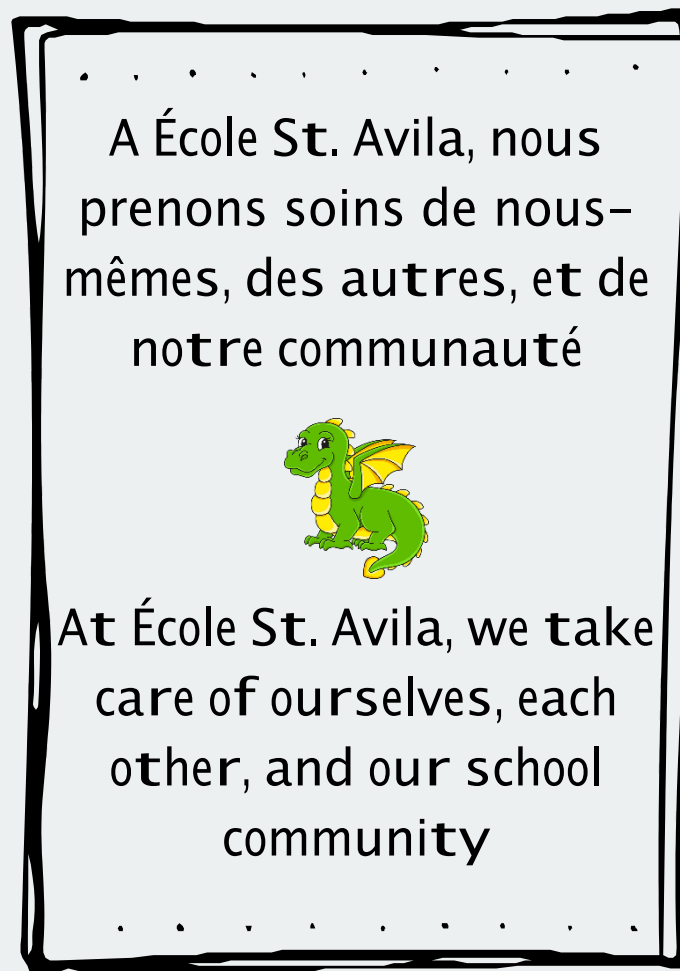 A École St. Avila, nous
prenons soins de nous-
mêmes, des autres, et de
notre communauté
At École St. Avila, we take
care of ourselves, each
other, and our school
community